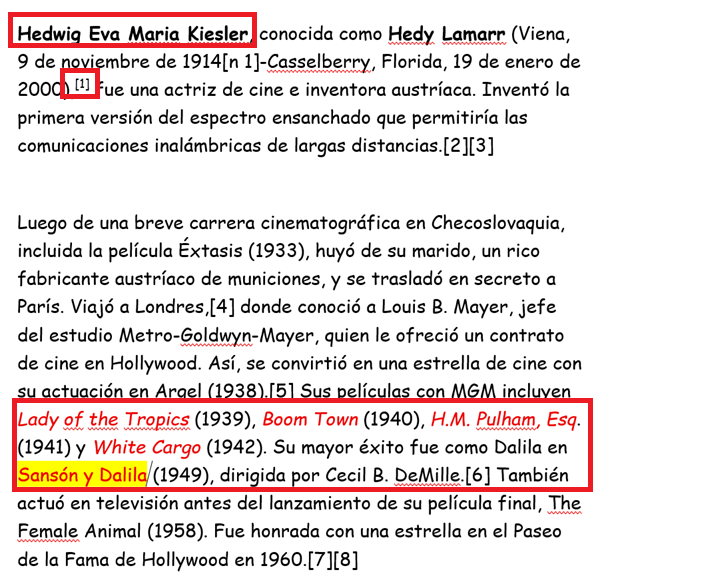 Hedwig Eva Maria Kiesler, conocida como Hedy Lamarr (Viena,
9 de noviembre de 1914[n 1]-Casselberry, Florida, 19 de enero de
2000),[1] fue una actriz de cine e inventora austríaca. Inventó la
primera versión del espectro ensanchado que permitiría las
comunicaciones inalámbricas de largas distancias.[2][3]
Luego de una breve carrera cinematográfica en Checoslovaquia,
incluida la película Éxtasis (1933), huyó de su marido, un rico
fabricante austríaco de municiones, y se trasladó en secreto a
París. Viajó a Londres,[4] donde conoció a Louis B. Mayer, jefe
del estudio Metro-Goldwyn-Mayer, quien le ofreció un contrato
de cine en Hollywood. Así, se convirtió en una estrella de cine con
su actuación en Argel (1938).[5] Sus películas con MGM incluyen
Lady of the Tropics (1939), Boom Town (1940), H.M. Pulham, Esq.
(1941) y White Cargo (1942). Su mayor éxito fue como Dalila en
Sansón y Dalila (1949), dirigida por Cecil B. DeMille.[6] También
actuó en televisión antes del lanzamiento de su película final, The
Female Animal (1958). Fue honrada con una estrella en el Paseo
de la Fama de Hollywood en 1960.[7][8]